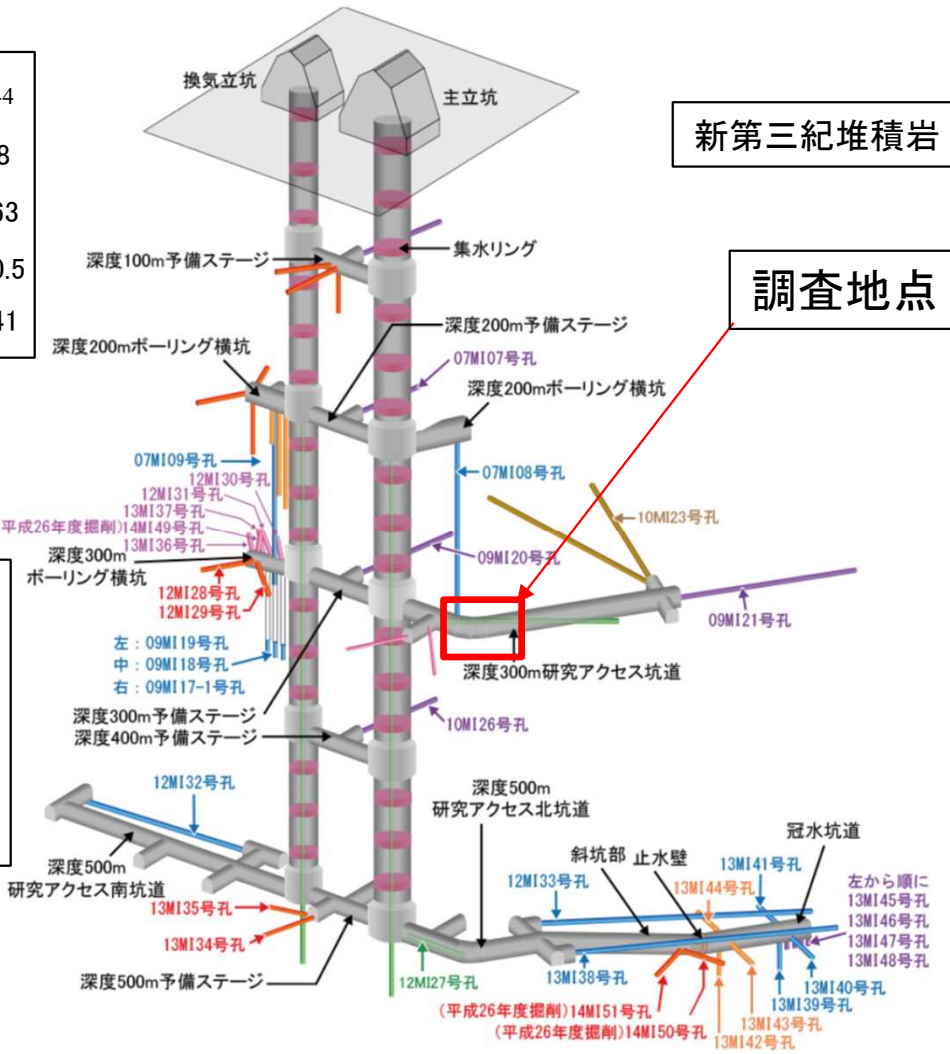 44
8
63
0.5
41
換気立坑
主立坑
新第三紀堆積岩
深度100m予備ステージ
集水リング
調査地点
深度200mボーリング横坑
深度200m予備ステージ
07MI07号孔
深度200mボーリング横坑
07MI09号孔
07MI08号孔
12MI30号孔
12MI31号孔
13MI37号孔
(平成26年度掘削)14MI49号孔
13MI36号孔
10MI23号孔
深度300m
ボーリング横坑
09MI20号孔
12MI28号孔
12MI29号孔
09MI21号孔
左:09MI19号孔
中:09MI18号孔
右:09MI17-1号孔
深度300m研究アクセス坑道
深度300m予備ステージ
深度400m予備ステージ
10MI26号孔
12MI32号孔
深度500m
研究アクセス北坑道
深度500m
研究アクセス南坑道
斜坑部
止水壁
冠水坑道
12MI33号孔
13MI44号孔
13MI41号孔
左から順に
13MI45号孔
13MI46号孔
13MI47号孔
13MI48号孔
13MI35号孔
13MI34号孔
深度500m予備ステージ
12MI27号孔
13MI38号孔
13MI40号孔
13MI39号孔
(平成26年度掘削)14MI51号孔
(平成26年度掘削)14MI50号孔
13MI43号孔
13MI42号孔